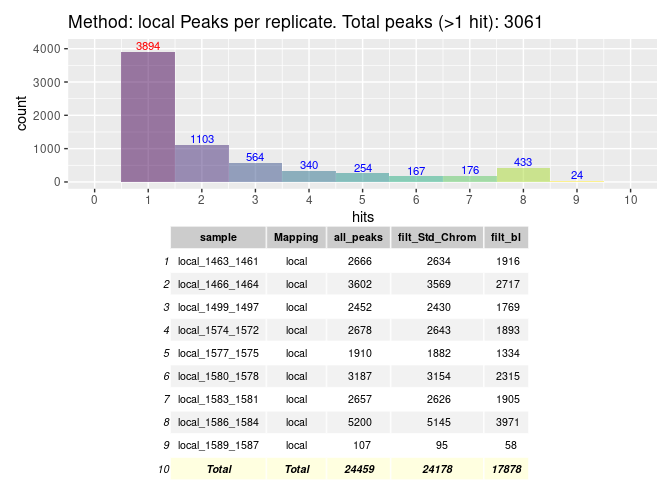 Method: local Peaks per replicate. Total peaks (>1 hit): 3061
4000
3000
2000
1000
0
count
3894
1103
564
340
254
167
176
433
24
0 1 2 3 4 5 6 7 8 9 10
hits
sample Mapping all_peaks filt_Std_Chrom filt_bl
1 local_1463_1461 local 2666 2634 1916
2 local_1466_1464 local 3602 3569 2717
3 local_1499_1497 local 2452 2430 1769
4 local_1574_1572 local 2678 2643 1893
5 local_1577_1575 local 1910 1882 1334
6 local_1580_1578 local 3187 3154 2315
7 local_1583_1581 local 2657 2626 1905
8 local_1586_1584 local 5200 5145 3971
9 local_1589_1587 local 107 95 58
10 Total Total 24459 24178 17878